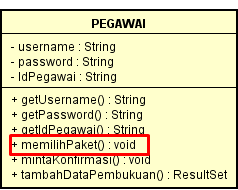 PEGAWAI
- username : String
- password : String
- IdPegawai : String
+ getUsername() : String
+ getPassword() : String
+ getIdPegawai() : String
+ memilihPaket() : void
+ mintaKonfirmasi() : void
+ tambahDataPembukuan() : ResultSet